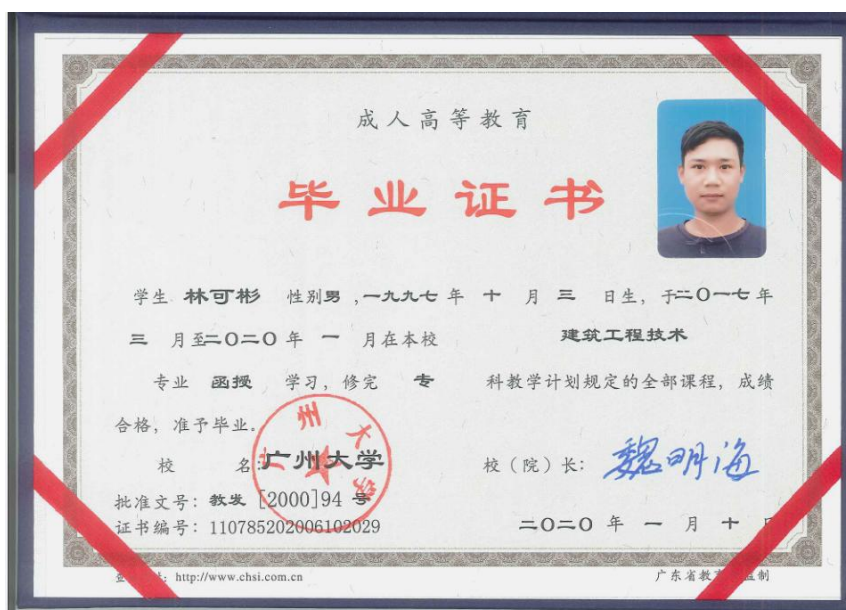 成人高等教育
毕业证书
学生 林可彬 性别男，一九九七年 十 月 三 日生，于二〇一七年
三 月至二〇二〇年 一 月在本校 建筑工程技术
专业 函授 学习，修完 专 科教学计划规定的全部课程，成绩
合格，准予毕业。
校 名：广州大学 校（院）长：魏明海
批准文号：教发 [2000]94 号
证书编号：110785202006102029 二〇二〇 年 一 月 十
http://www.chsi.com.cn 广东省教 监制
广州大学